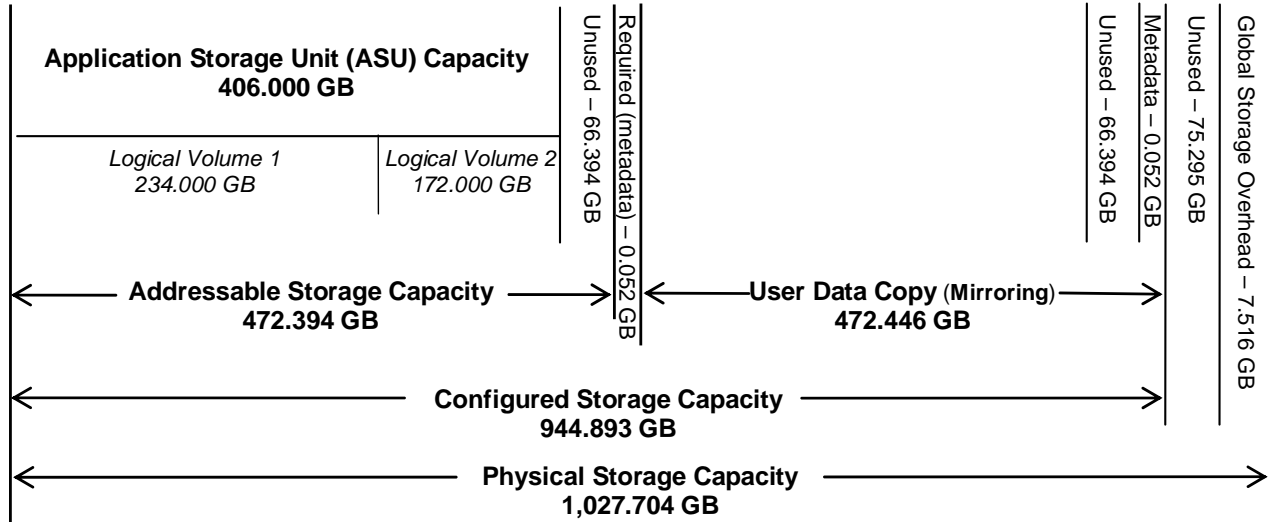 Application Storage Unit (ASU) Capacity
406.000 GB
Logical Volume 1
234.000 GB
Logical Volume 2
172.000 GB
Unused – 66.394 GB
Required (metadata) – 0.052 GB
Unused – 66.394 GB
Metadata – 0.052 GB
Unused – 75.295 GB
Global Storage Overhead – 7.516 GB
Addressable Storage Capacity
472.394 GB
User Data Copy (Mirroring)
472.446 GB
Configured Storage Capacity
944.893 GB
Physical Storage Capacity
1,027.704 GB